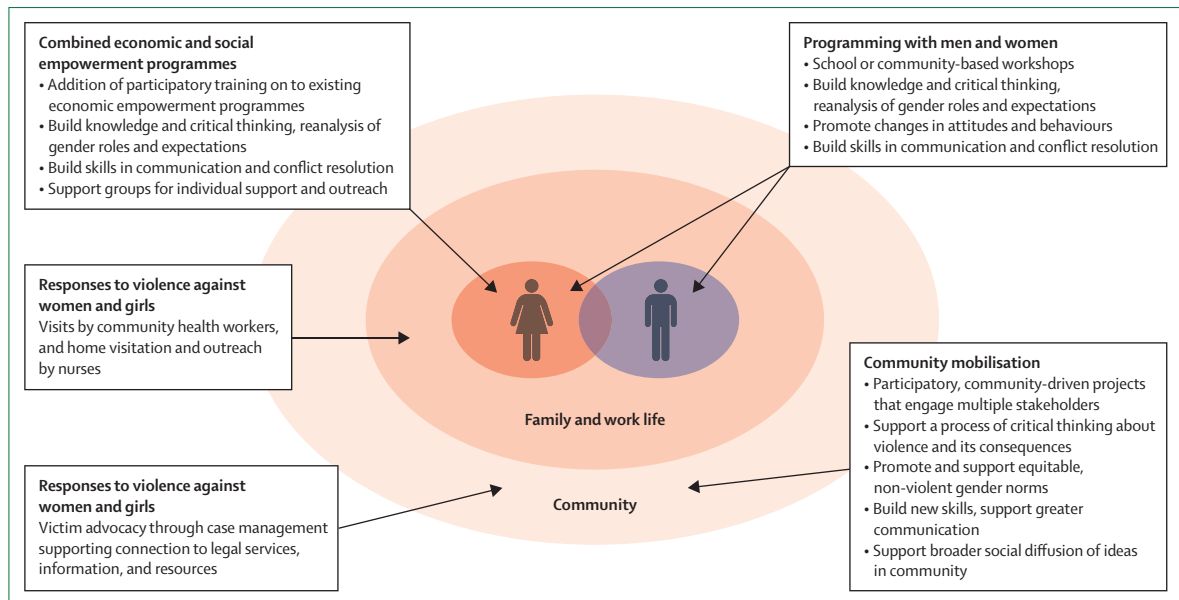 Combined economic and social
empowerment programmes
• Addition of participatory training on to existing
economic empowerment programmes
• Build knowledge and critical thinking, reanalysis of
gender roles and expectations
• Build skills in communication and conflict resolution
• Support groups for individual support and outreach
Programming with men and women
• School or community-based workshops
• Build knowledge and critical thinking,
reanalysis of gender roles and expectations
• Promote changes in attitudes and behaviours
• Build skills in communication and conflict resolution
Responses to violence against
women and girls
Visits by community health workers,
and home visitation and outreach
by nurses
Family and work life
Community mobilisation
• Participatory, community-driven projects
that engage multiple stakeholders
• Support a process of critical thinking about
violence and its consequences
• Promote and support equitable,
non-violent gender norms
• Build new skills, support greater
communication
• Support broader social diffusion of ideas
in community
Responses to violence against
women and girls
Victim advocacy through case management
supporting connection to legal services,
information, and resources
Community